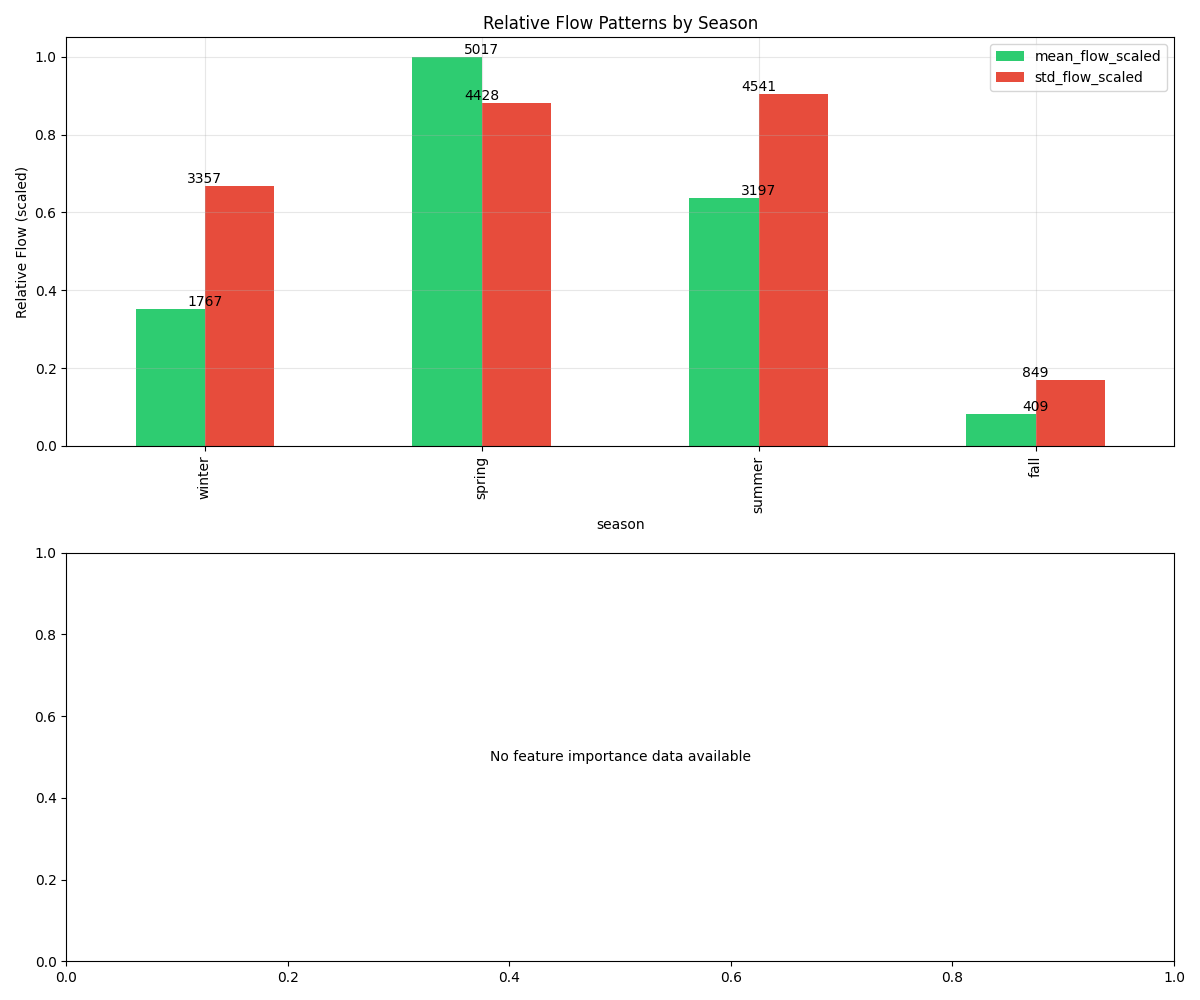 Relative Flow Patterns by Season
mean_flow_scaled
std_flow_scaled
Relative Flow (scaled)
1.0
0.8
0.6
0.4
0.2
0.0
1767
3357
5017
4428
3197
4541
409
849
winter
spring
summer
fall
season
1.0
0.8
0.6
0.4
0.2
0.0
No feature importance data available
0.0
0.2
0.4
0.6
0.8
1.0